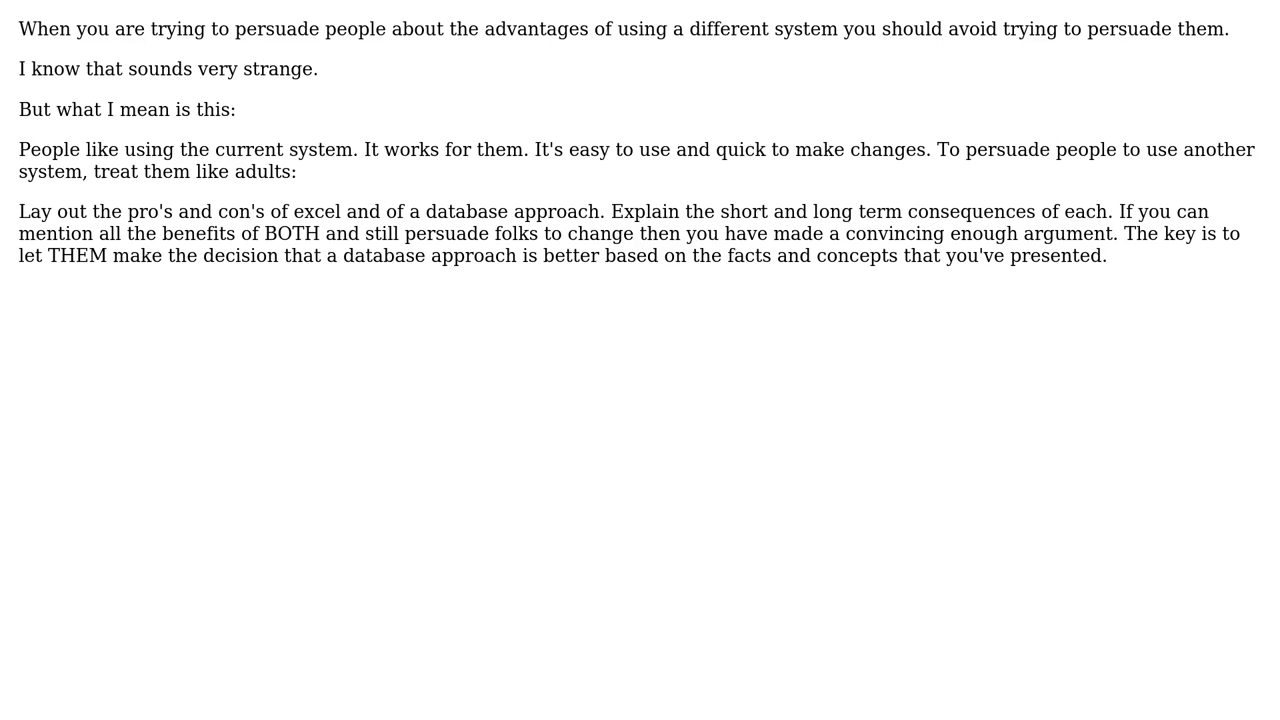 When you are trying to persuade people about the advantages of using a different system you should avoid trying to persuade them.
I know that sounds very strange.
But what I mean is this:
People like using the current system. It works for them. It's easy to use and quick to make changes. To persuade people to use another
system, treat them like adults:
Lay out the pro's and con's of excel and of a database approach. Explain the short and long term consequences of each. If you can
mention all the benefits of BOTH and still persuade folks to change then you have made a convincing enough argument. The key is to
let THEM make the decision that a database approach is better based on the facts and concepts that you've presented.